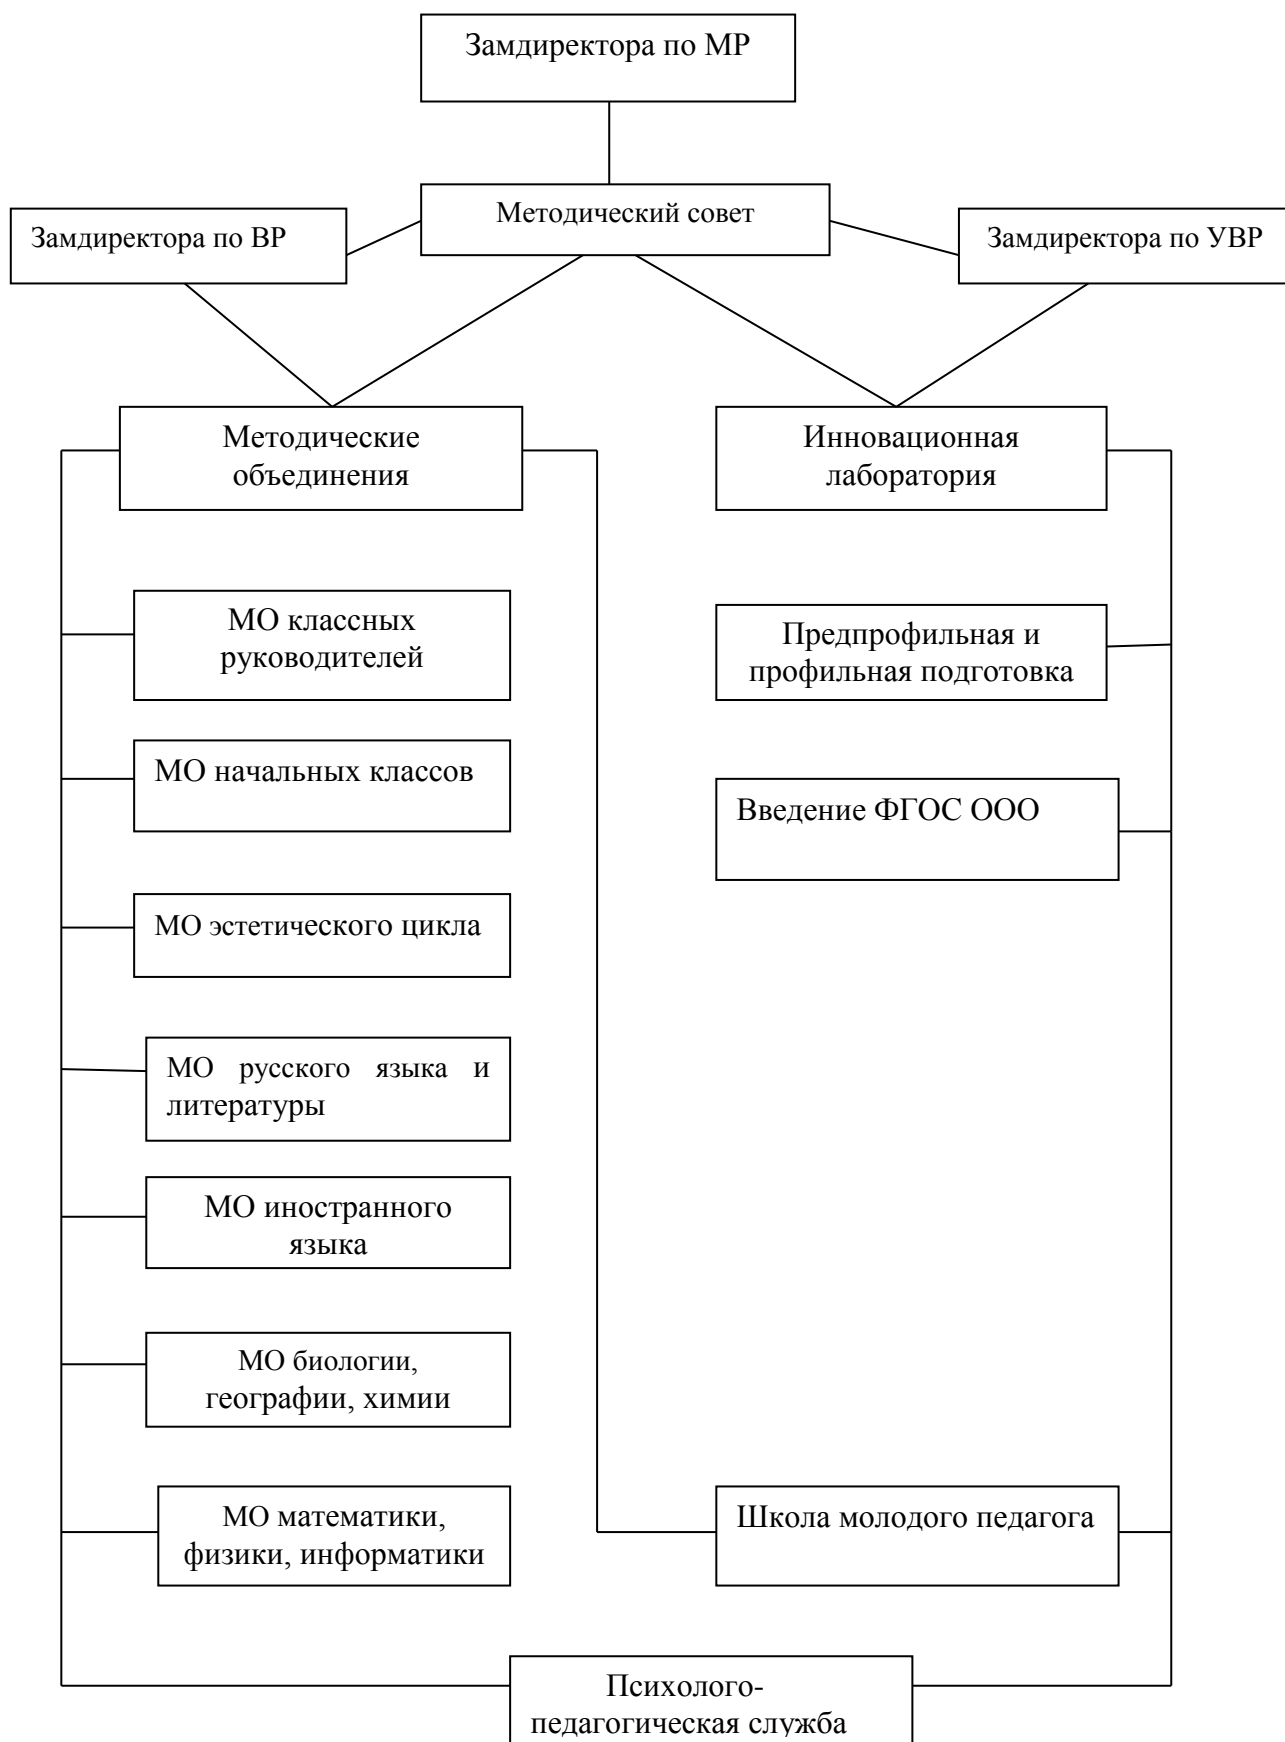 Замдиректора по МР
Методический совет
Замдиректора по ВР
Замдиректора по УВР
Методические
объединения
Инновационная
лаборатория
МО классных
руководителей
Предпрофильная и
профильная подготовка
МО начальных классов
Введение ФГОС ООО
МО эстетического цикла
МО русского языка и
литературы
МО иностранного
языка
МО биологии,
географии, химии
МО математики,
физики, информатики
Школа молодого педагога
Психолого-
педагогическая служба